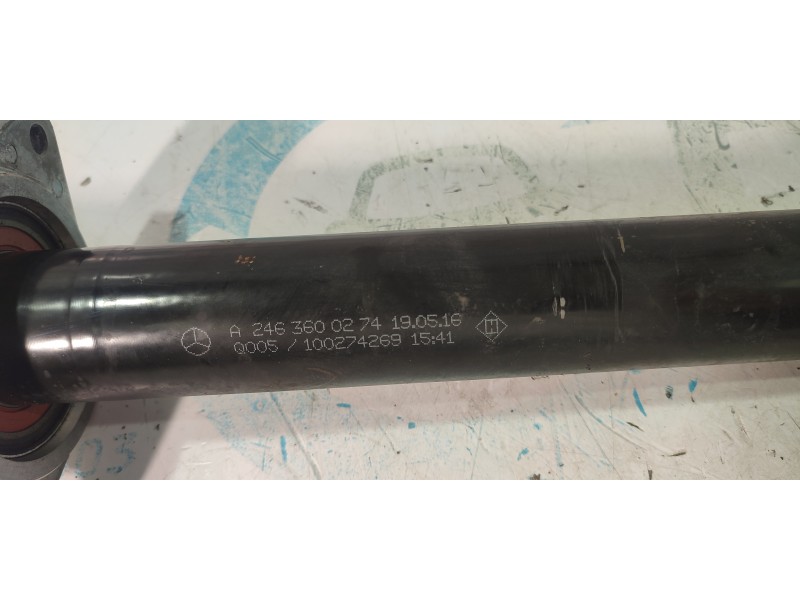 A 246 360 02 74 19.05.16
Q005 / 100274269 15:41